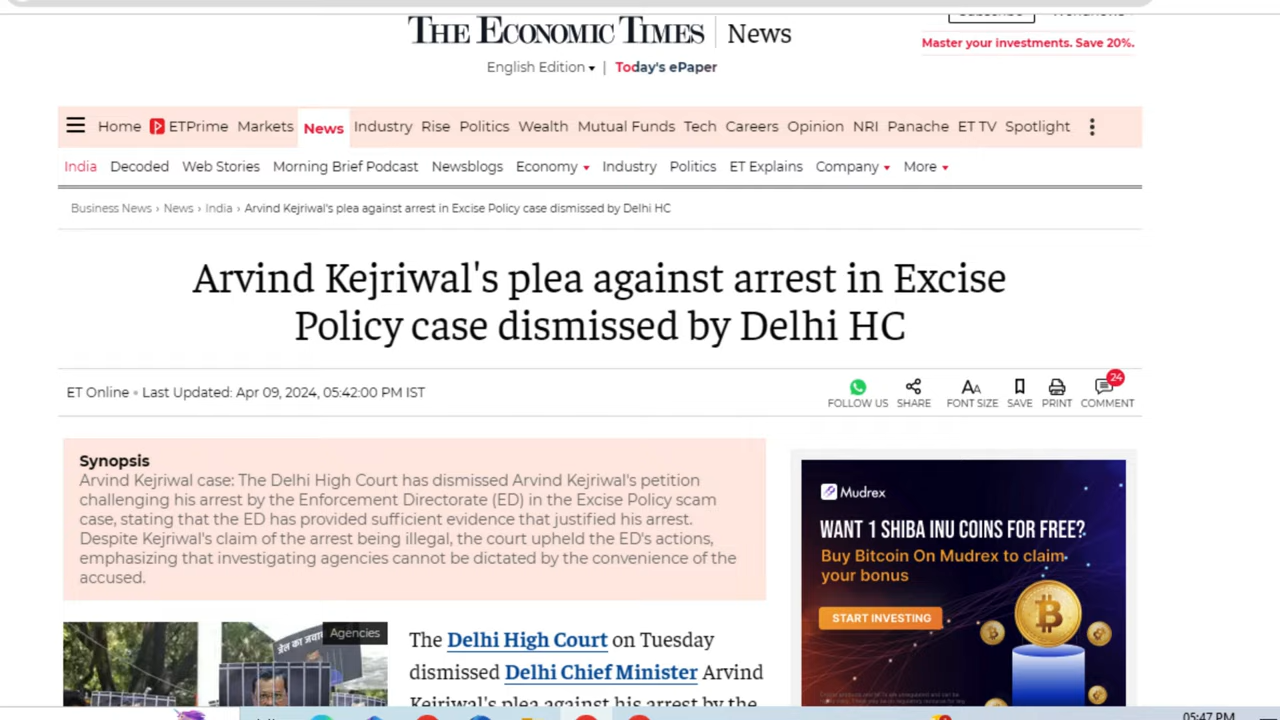 THE ECONOMIC TIMES | News
Master your investments. Save 20%.
English Edition | Today's ePaper
Home ETPrime Markets News Industry Rise Politics Wealth Mutual Funds Tech Careers Opinion NRI Panache ET TV Spotlight
India Decoded Web Stories Morning Brief Podcast Newsblogs Economy Industry Politics ET Explains Company More
Business News › News › India › Arvind Kejriwal's plea against arrest in Excise Policy case dismissed by Delhi HC
Arvind Kejriwal's plea against arrest in Excise
Policy case dismissed by Delhi HC
ET Online • Last Updated: Apr 09, 2024, 05:42:00 PM IST
24
FOLLOW US SHARE FONT SIZE SAVE PRINT COMMENT
Synopsis
Arvind Kejriwal case: The Delhi High Court has dismissed Arvind Kejriwal's petition
challenging his arrest by the Enforcement Directorate (ED) in the Excise Policy scam
case, stating that the ED has provided sufficient evidence that justified his arrest.
Despite Kejriwal's claim of the arrest being illegal, the court upheld the ED's actions,
emphasizing that investigating agencies cannot be dictated by the convenience of the
accused.
Mudrex
WANT 1 SHIBA INU COINS FOR FREE?
Buy Bitcoin On Mudrex to claim
your bonus
START INVESTING
Agencies
The Delhi High Court on Tuesday
dismissed Delhi Chief Minister Arvind
Kejriwal's plea against his arrest by the
05:47 PM